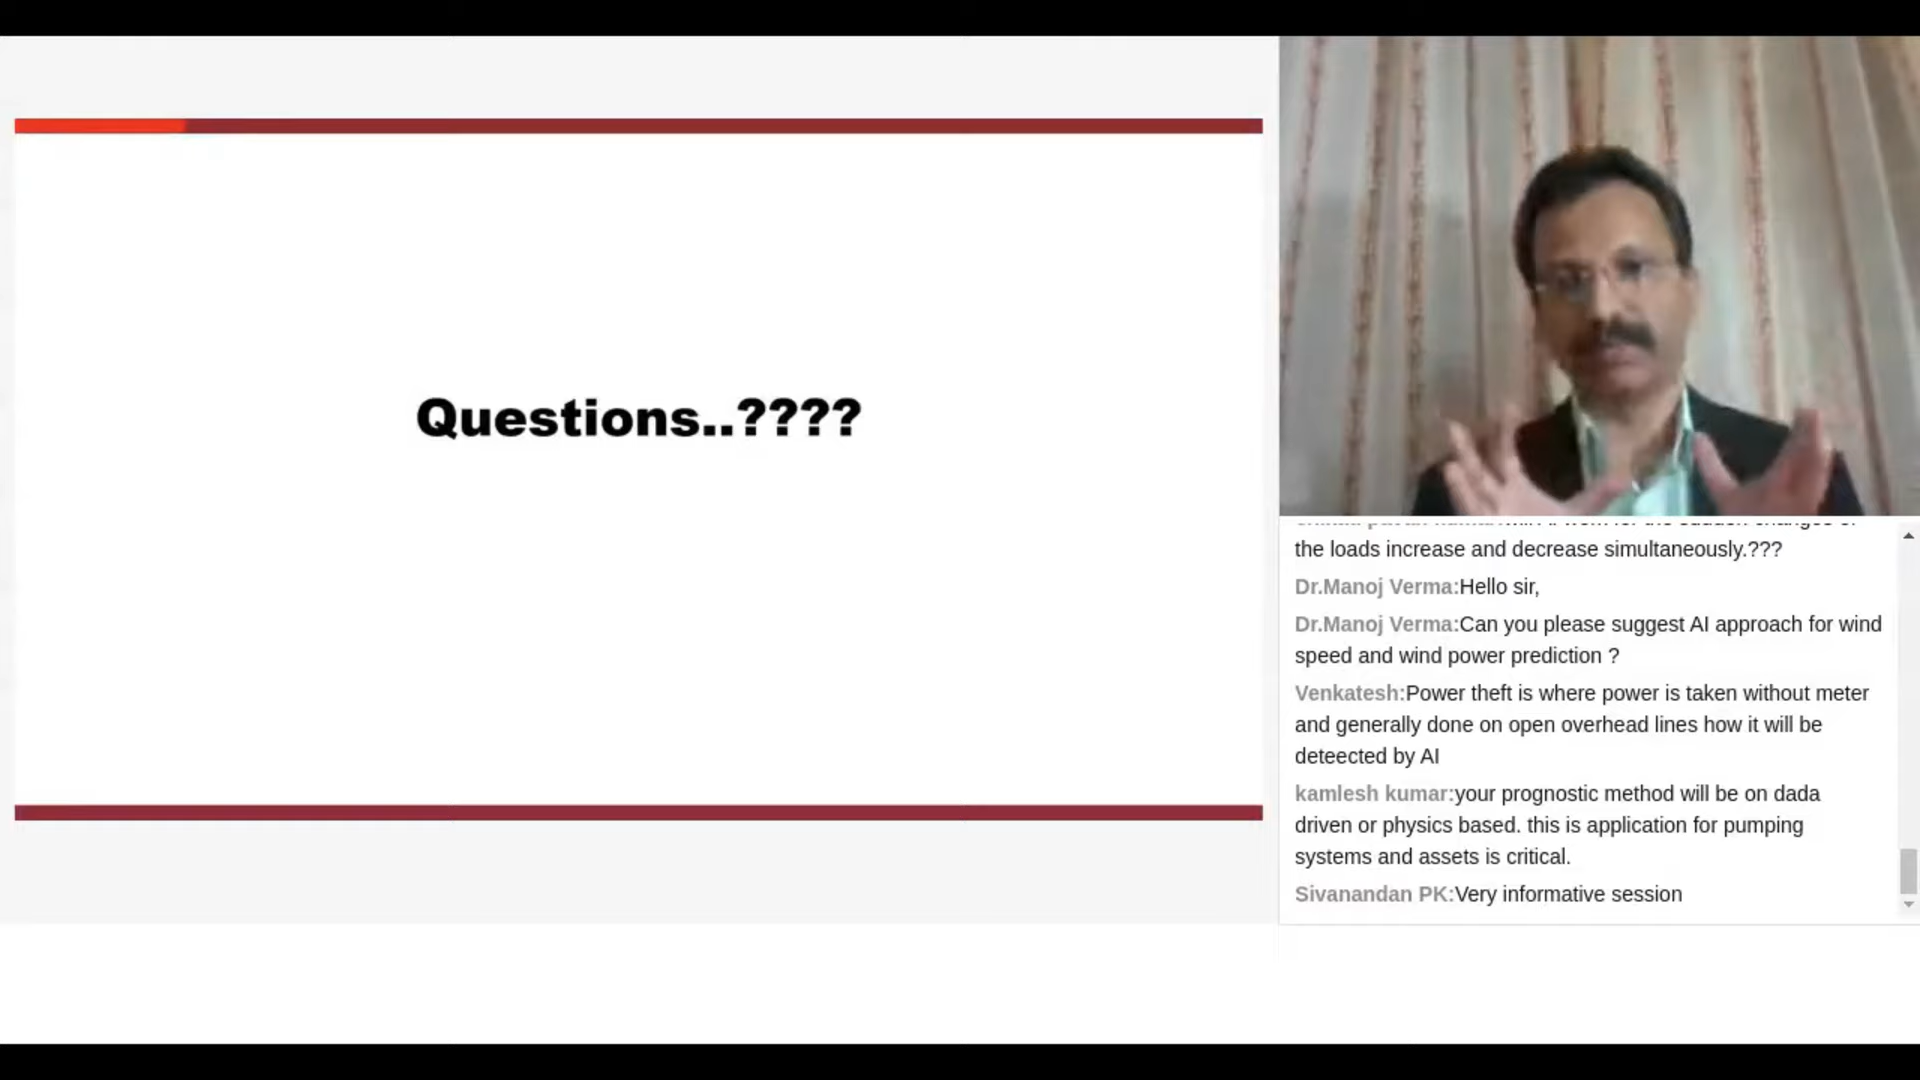 Questions..????
the loads increase and decrease simultaneously.???
Dr.Manoj Verma:Hello sir,
Dr.Manoj Verma:Can you please suggest AI approach for wind
speed and wind power prediction ?
Venkatesh:Power theft is where power is taken without meter
and generally done on open overhead lines how it will be
deteected by AI
kamlesh kumar:your prognostic method will be on dada
driven or physics based. this is application for pumping
systems and assets is critical.
Sivanandan PK:Very informative session